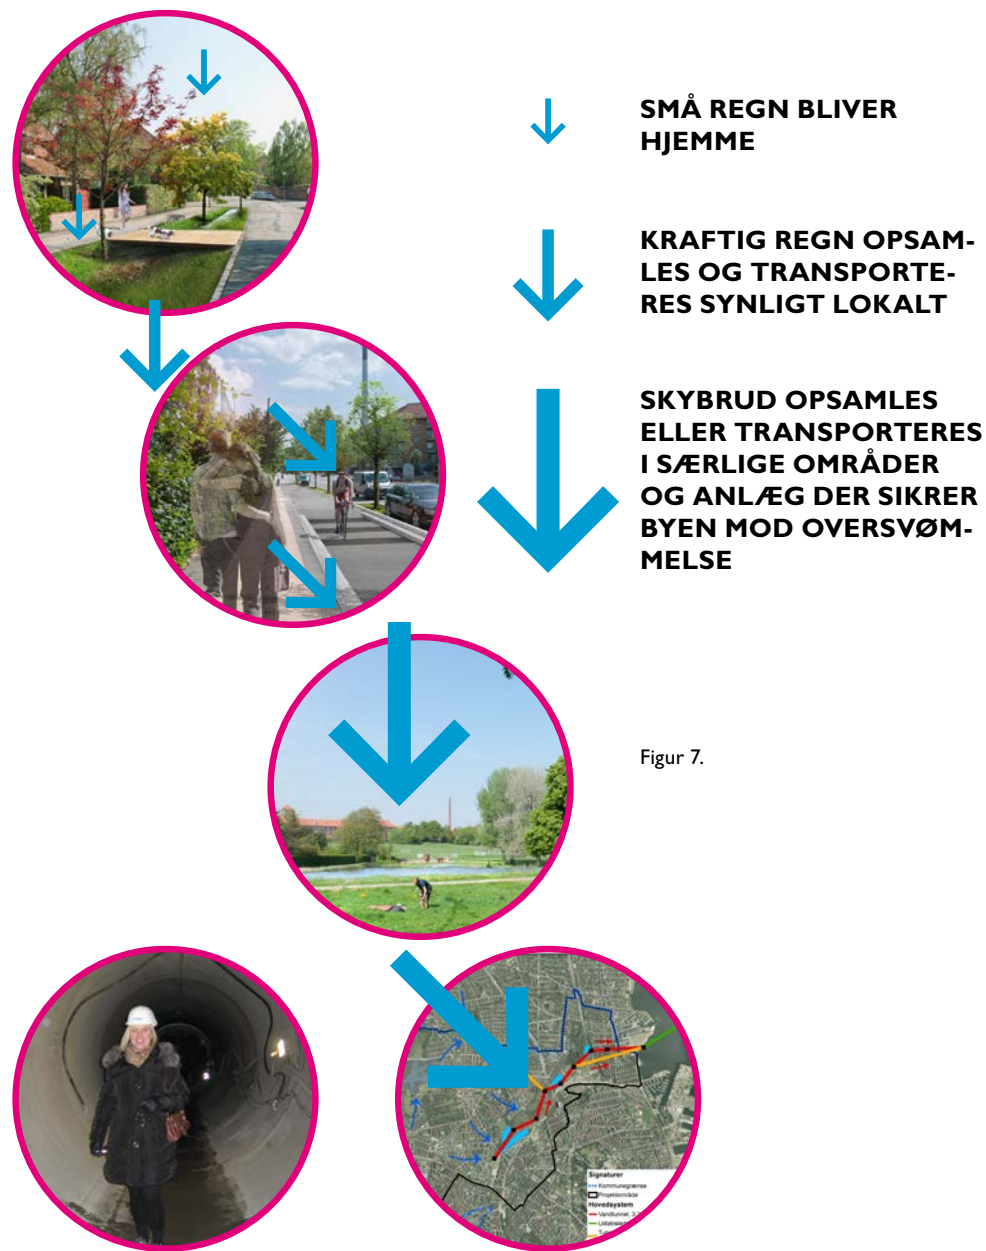 SMÅ REGN BLIVER
HJEMME
KRAFTIG REGN OPSAM-
LES OG TRANSPORTE-
RES SYNLIGT LOKALT
SKYBRUD OPSAMLES
ELLER TRANSPORTERES
I SÆRLIGE OMRÅDER
OG ANLÆG DER SIKRER
BYEN MOD OVERSVØM-
MELSE
Figur 7.
Signaturer
Kommunegrænse
Projektområde
Hovedsystem
Vandtunnel: